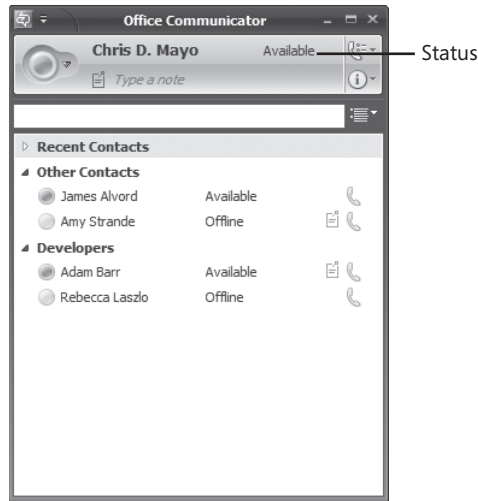 Office Communicator
Chris D. Mayo Available Status
Type a note
Recent Contacts
Other Contacts
James Alvord Available
Amy Strande Offline
Developers
Adam Barr Available
Rebecca Laszlo Offline